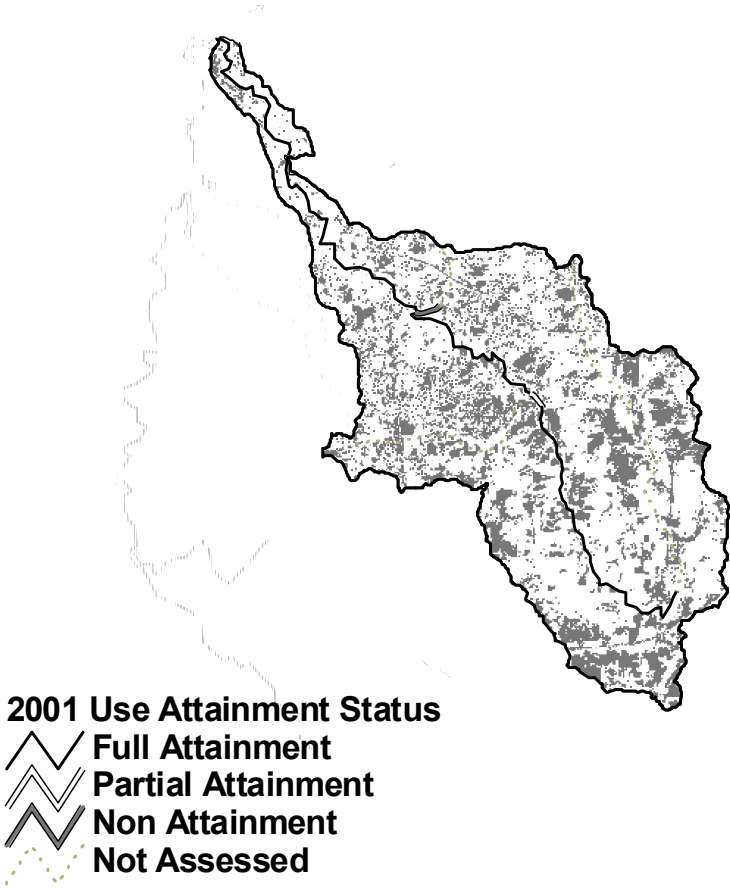 2001 Use Attainment Status
Full Attainment
Partial Attainment
Non Attainment
Not Assessed